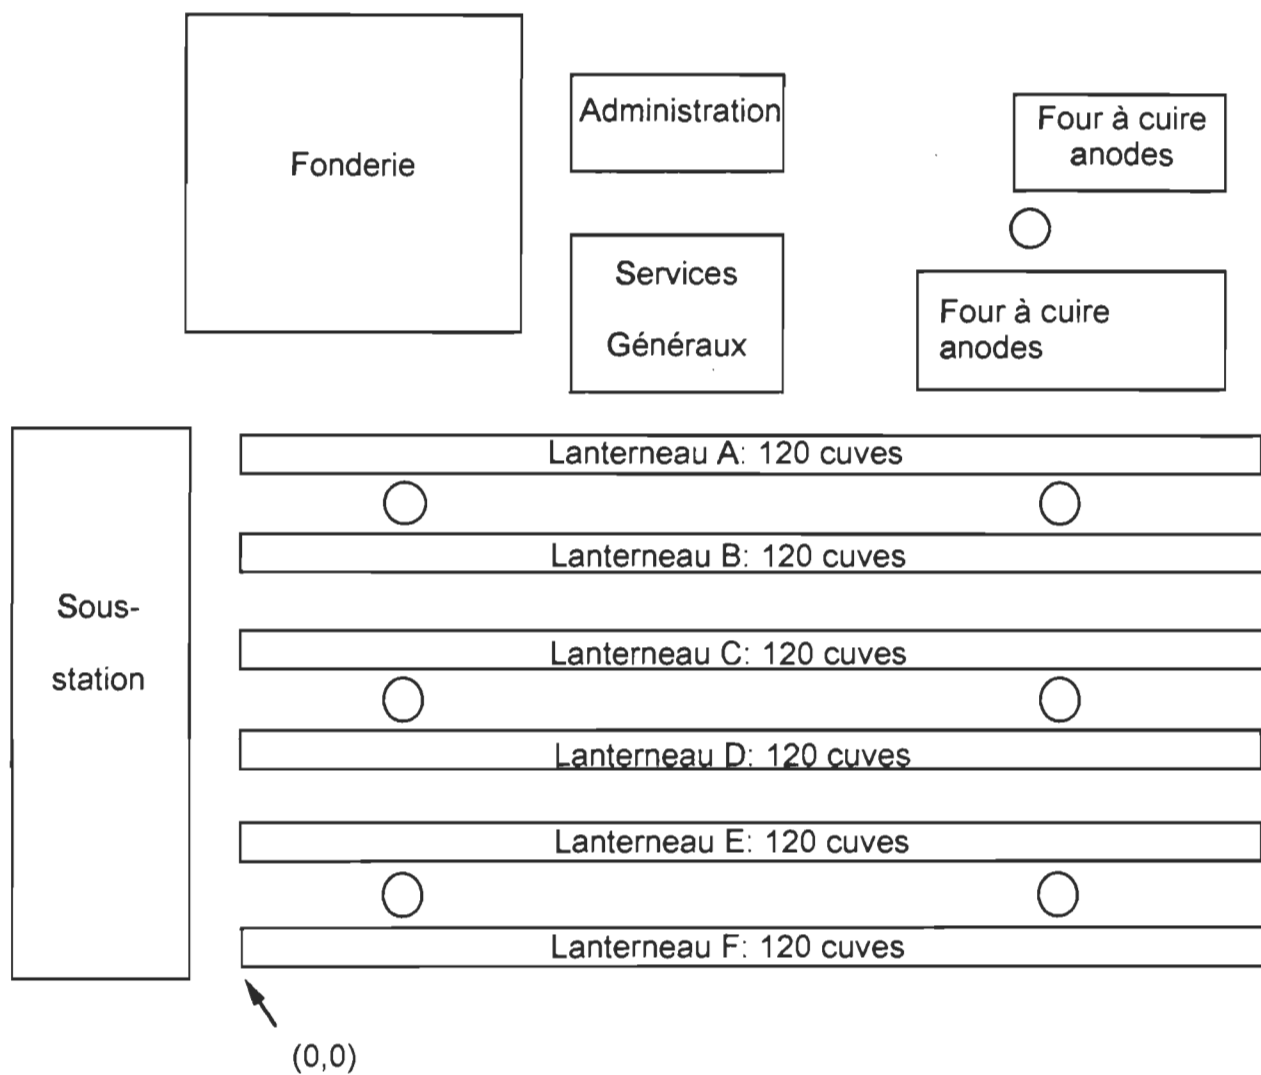 Fonderie
Administration
Four à cuire
anodes
Services
Généraux
Four à cuire
anodes
Sous-
station
Lanterneau A: 120 cuves
Lanterneau B: 120 cuves
Lanterneau C: 120 cuves
Lanterneau D: 120 cuves
Lanterneau E: 120 cuves
Lanterneau F: 120 cuves
(0,0)